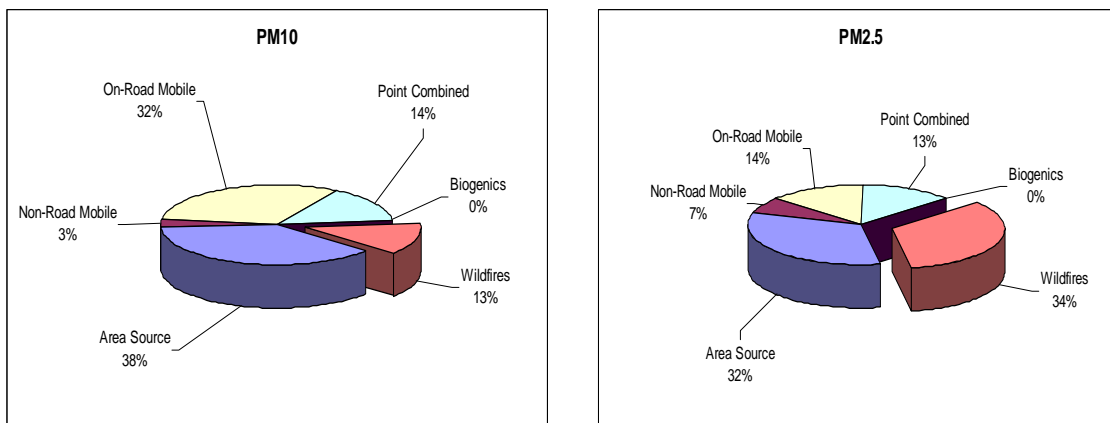 PM10
On-Road Mobile
32%
Point Combined
14%
Biogenics
0%
Non-Road Mobile
3%
Wildfires
13%
Area Source
38%
PM2.5
Point Combined
13%
On-Road Mobile
14%
Biogenics
0%
Non-Road Mobile
7%
Wildfires
34%
Area Source
32%